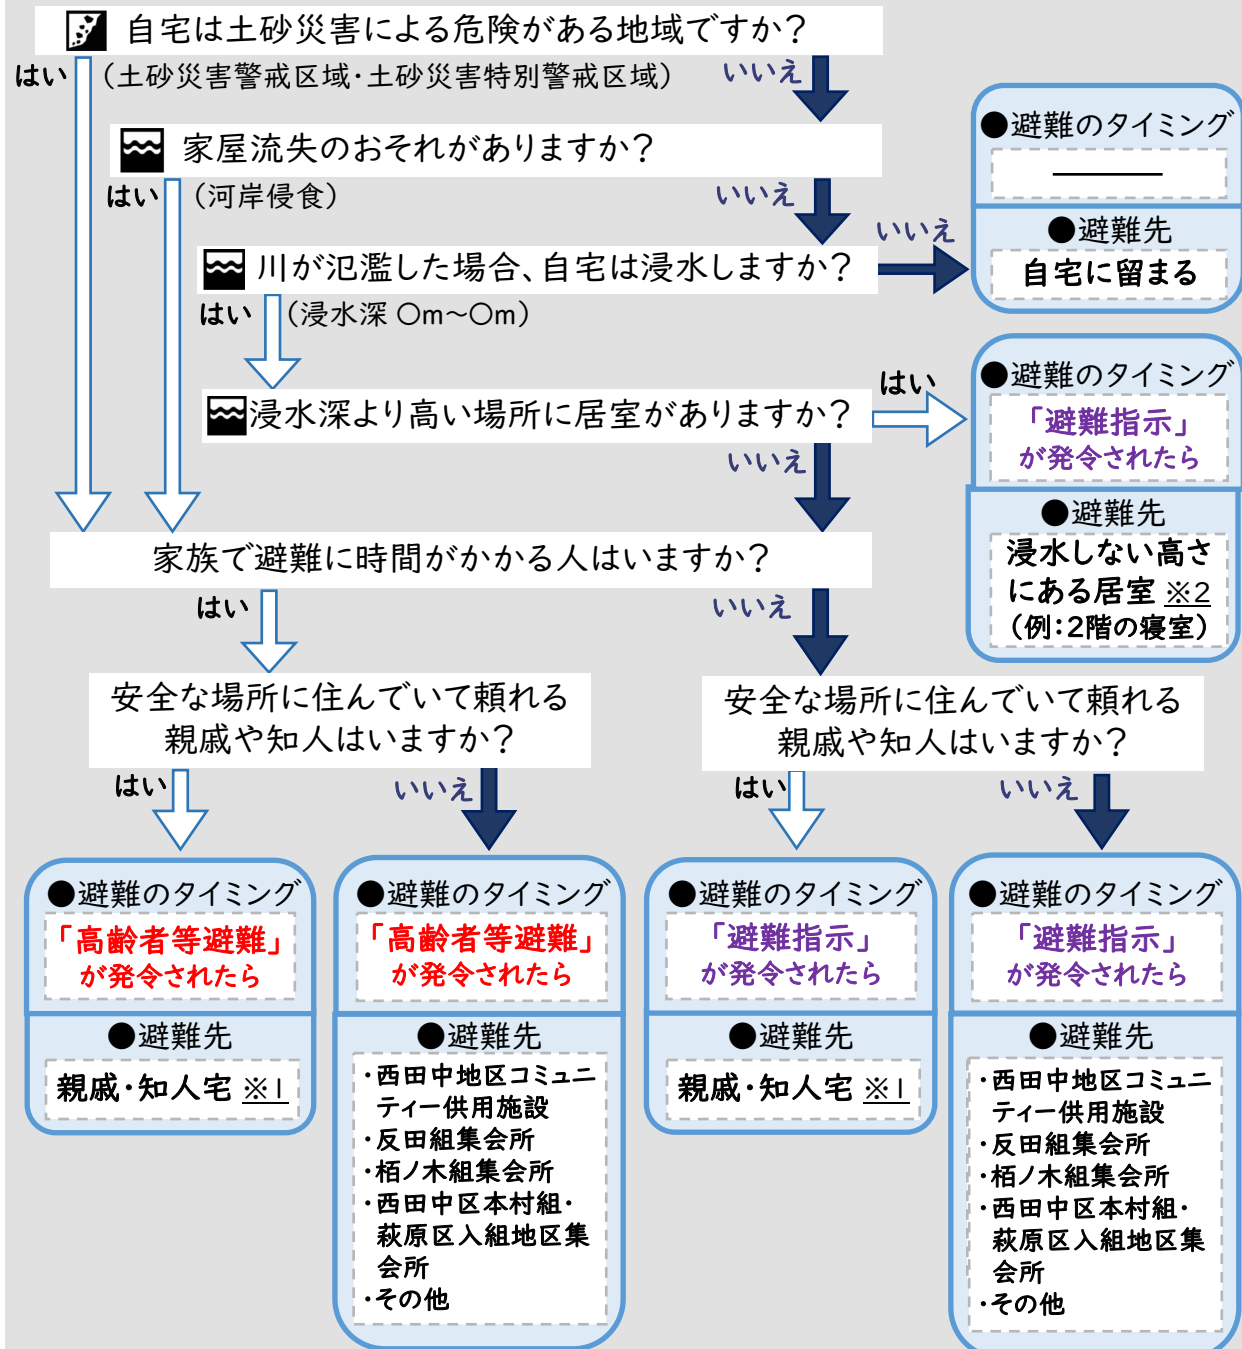 自宅は土砂災害による危険がある地域ですか？
はい
（土砂災害警戒区域・土砂災害特別警戒区域）
いいえ
家屋流失のおそれがありますか？
はい
（河岸侵食）
いいえ
川が氾濫した場合、自宅は浸水しますか？
いいえ
はい
（浸水深 〇m～〇m）
●避難のタイミング
―――
●避難先
自宅に留まる
浸水深より高い場所に居室がありますか？
はい
いいえ
●避難のタイミング
「避難指示」
が発令されたら
●避難先
浸水しない高さ
にある居室 ※2
（例：2階の寝室）
家族で避難に時間がかかる人はいますか？
はい
いいえ
安全な場所に住んでいて頼れる
親戚や知人はいますか？
はい
いいえ
安全な場所に住んでいて頼れる
親戚や知人はいますか？
はい
いいえ
●避難のタイミング
「高齢者等避難」
が発令されたら
●避難先
親戚・知人宅 ※1
●避難のタイミング
「高齢者等避難」
が発令されたら
●避難先
・西田中地区コミュニ
ティー供用施設
・反田組集会所
・栢ノ木組集会所
・西田中区本村組・
萩原区入組地区集
会所
・その他
●避難のタイミング
「避難指示」
が発令されたら
●避難先
親戚・知人宅 ※1
●避難のタイミング
「避難指示」
が発令されたら
●避難先
・西田中地区コミュニ
ティー供用施設
・反田組集会所
・栢ノ木組集会所
・西田中区本村組・
萩原区入組地区集
会所
・その他